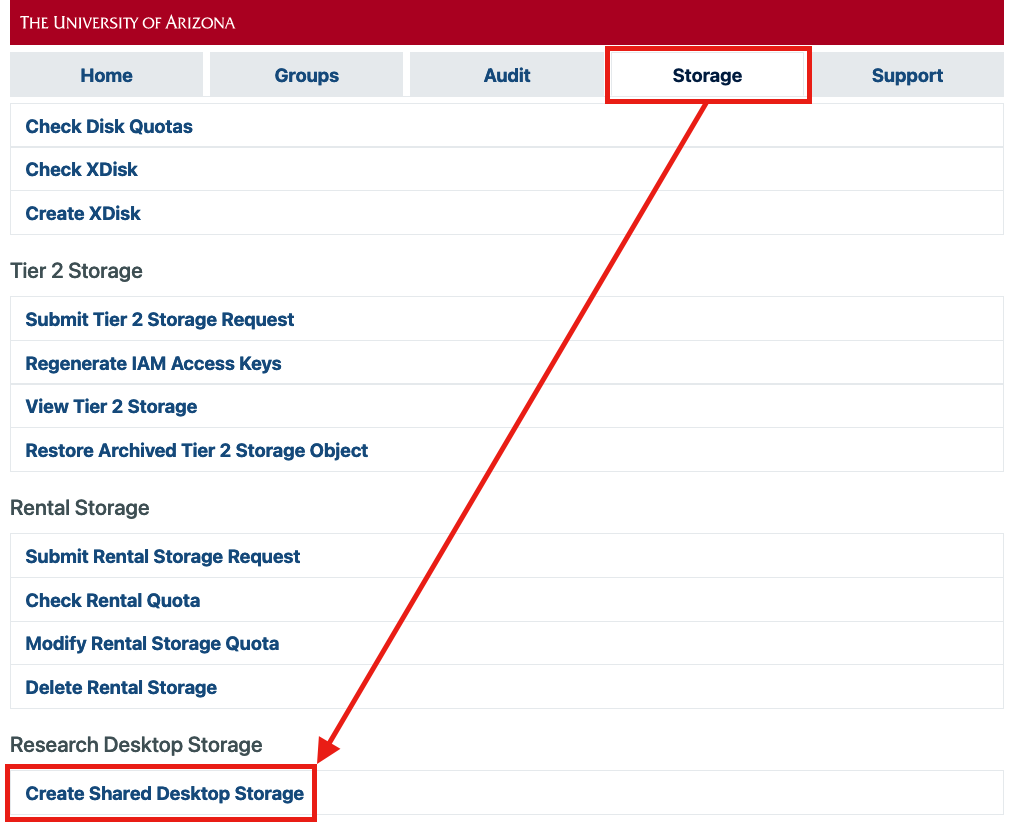 THE UNIVERSITY OF ARIZONA
Home Groups Audit Storage Support
Check Disk Quotas
Check XDisk
Create XDisk
Tier 2 Storage
Submit Tier 2 Storage Request
Regenerate IAM Access Keys
View Tier 2 Storage
Restore Archived Tier 2 Storage Object
Rental Storage
Submit Rental Storage Request
Check Rental Quota
Modify Rental Storage Quota
Delete Rental Storage
Research Desktop Storage
Create Shared Desktop Storage